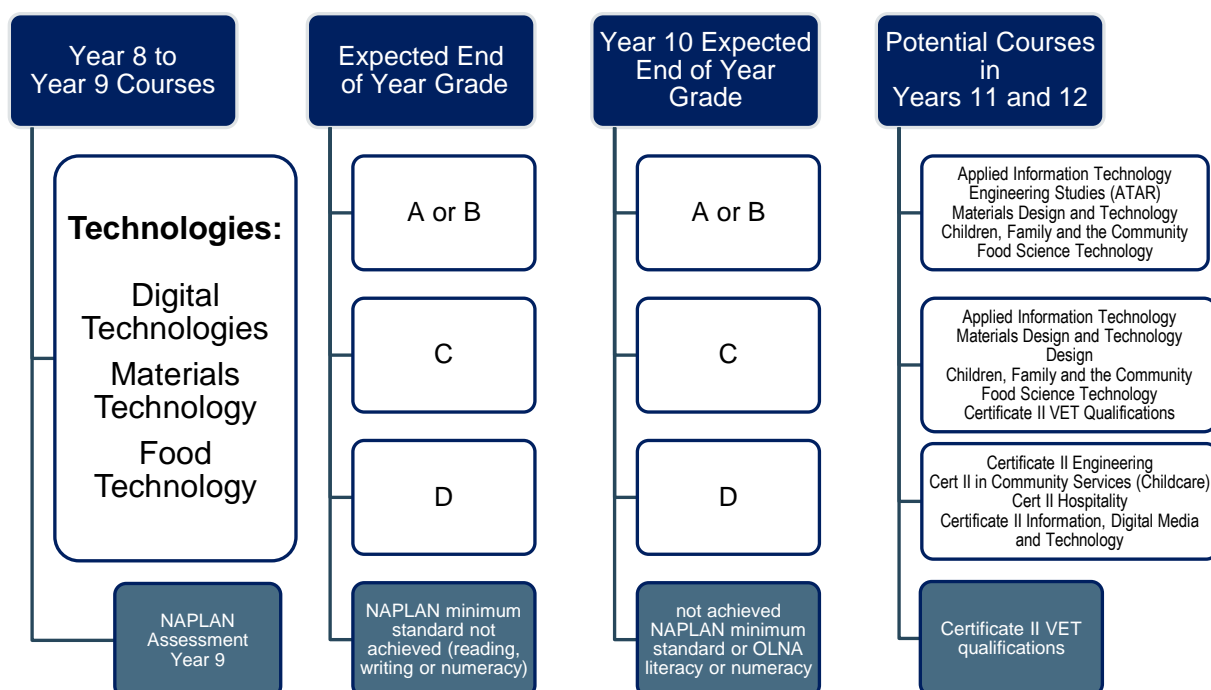 Year 8 to
Year 9 Courses
Technologies:
Digital
Technologies
Materials
Technology
Food
Technology
NAPLAN
Assessment
Year 9
Expected End
of Year Grade
A or B
C
D
NAPLAN minimum
standard not
achieved (reading,
writing or numeracy)
Year 10 Expected
End of Year
Grade
A or B
C
D
not achieved
NAPLAN minimum
standard or OLNA
literacy or numeracy
Potential Courses
in
Years 11 and 12
Applied Information Technology
Engineering Studies (ATAR)
Materials Design and Technology
Children, Family and the Community
Food Science Technology
Applied Information Technology
Materials Design and Technology
Design
Children, Family and the Community
Food Science Technology
Certificate II VET Qualifications
Certificate II Engineering
Cert II in Community Services (Childcare)
Cert II Hospitality
Certificate II Information, Digital Media
and Technology
Certificate II VET
qualifications